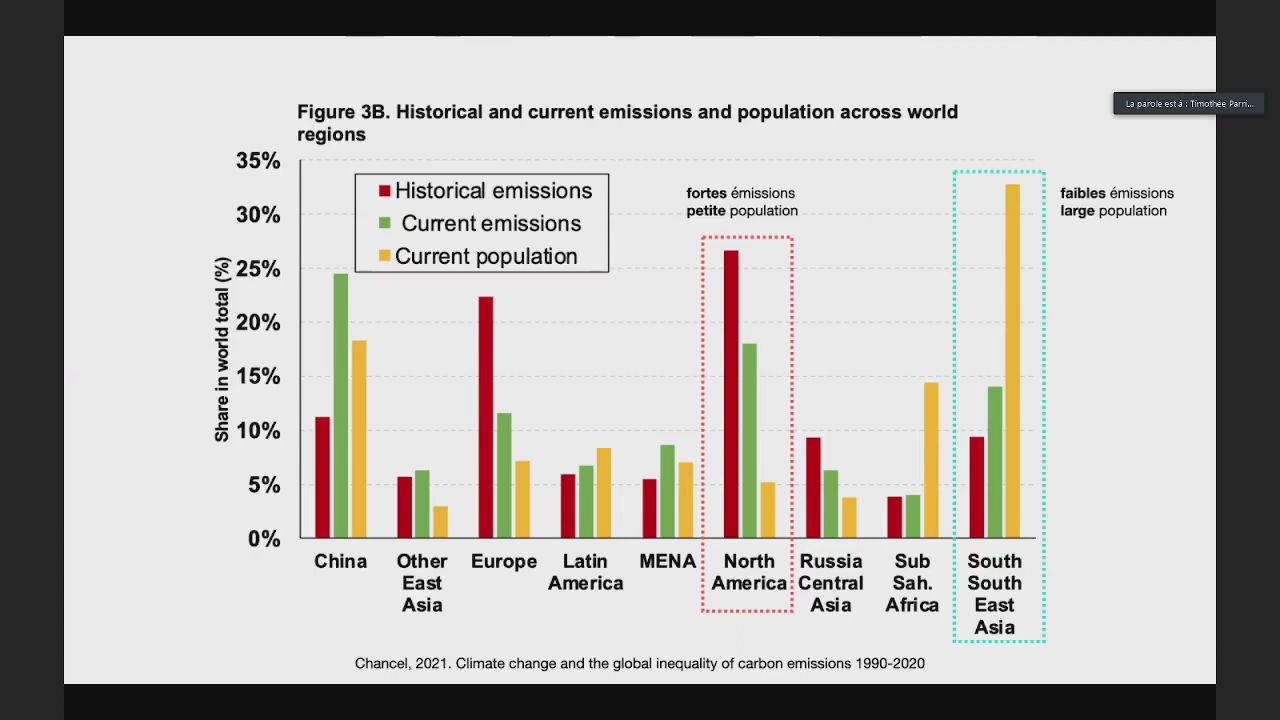 Figure 3B. Historical and current emissions and population across world
regions
La parole est à : Timothée Parri...
35%
30%
25%
20%
15%
10%
5%
0%
Share in world total (%)
Historical emissions
Current emissions
Current population
fortes émissions
petite population
faibles émissions
large population
China
Other
East
Asia
Europe
Latin
America
MENA
North
America
Russia
Central
Asia
Sub
Sah.
Africa
South
South
East
Asia
Chancel, 2021. Climate change and the global inequality of carbon emissions 1990-2020